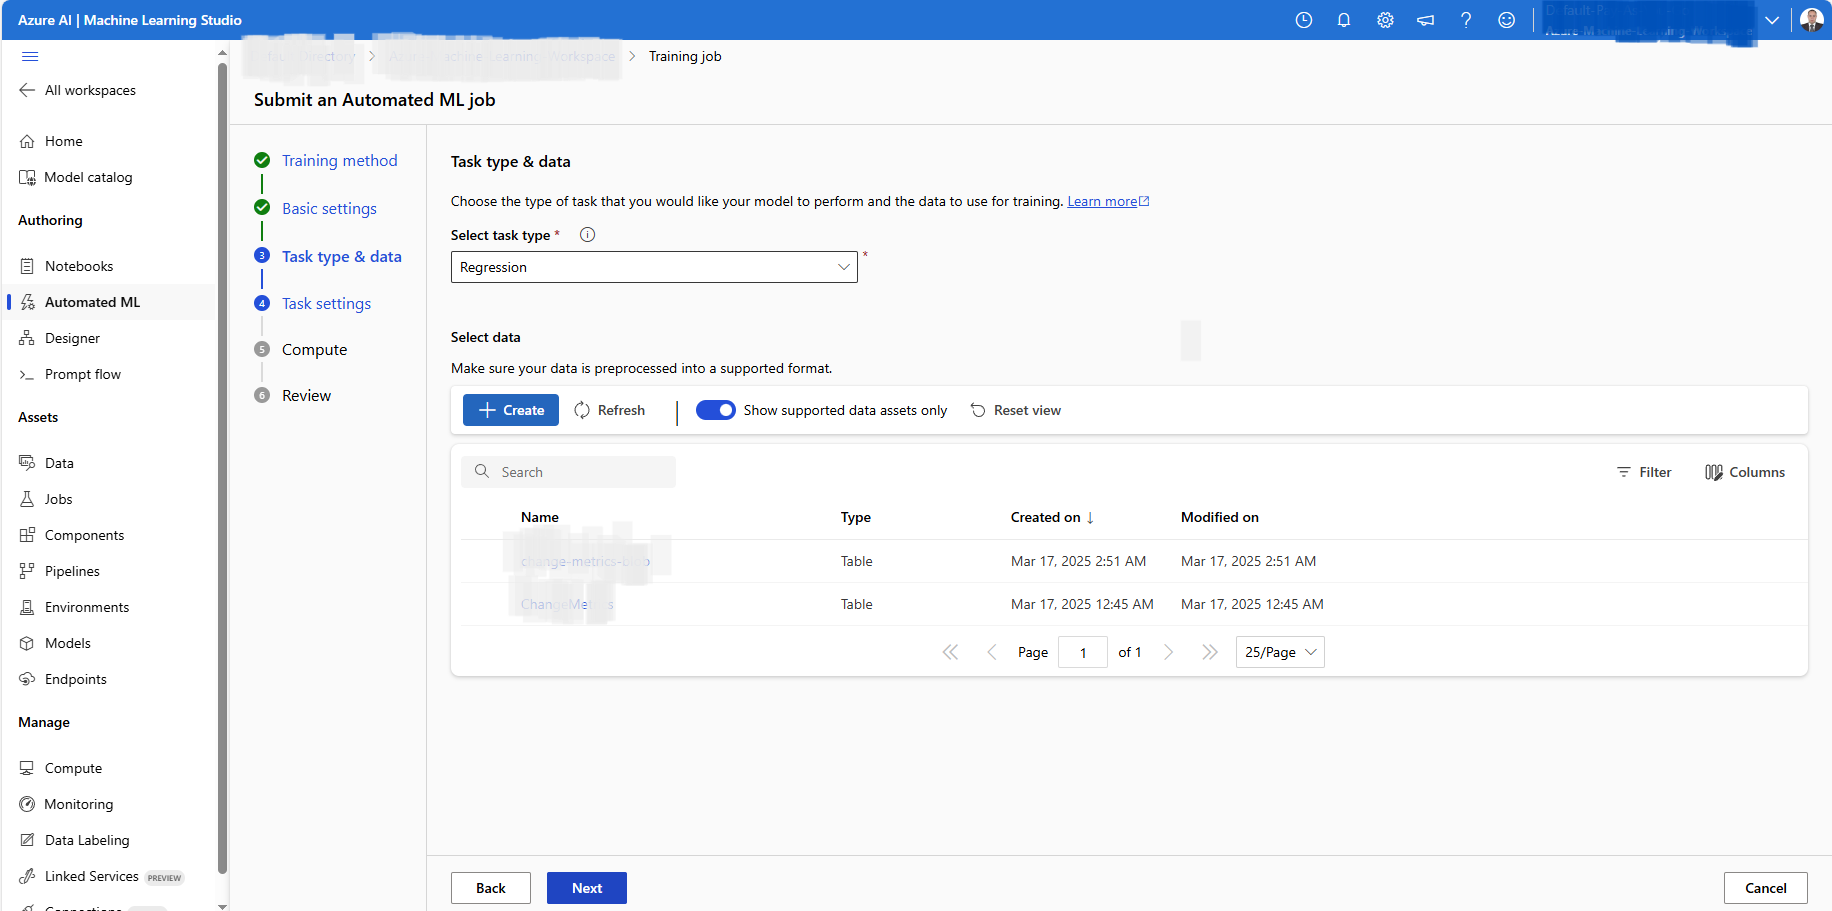 Azure AI | Machine Learning Studio
Training job
All workspaces
Home
Model catalog
Authoring
Notebooks
Automated ML
Designer
Prompt flow
Assets
Data
Jobs
Components
Pipelines
Environments
Models
Endpoints
Manage
Compute
Monitoring
Data Labeling
Linked Services PREVIEW
Submit an Automated ML job
Training method
Basic settings
3 Task type & data
4 Task settings
5 Compute
6 Review
Task type & data
Choose the type of task that you would like your model to perform and the data to use for training. Learn more
Select task type *
Regression *
Select data
Make sure your data is preprocessed into a supported format.
Create Refresh Show supported data assets only Reset view
Search Filter Columns
Name Type Created on ↓ Modified on
Table Mar 17, 2025 2:51 AM Mar 17, 2025 2:51 AM
Table Mar 17, 2025 12:45 AM Mar 17, 2025 12:45 AM
Page 1 of 1 25/Page
Back Next Cancel